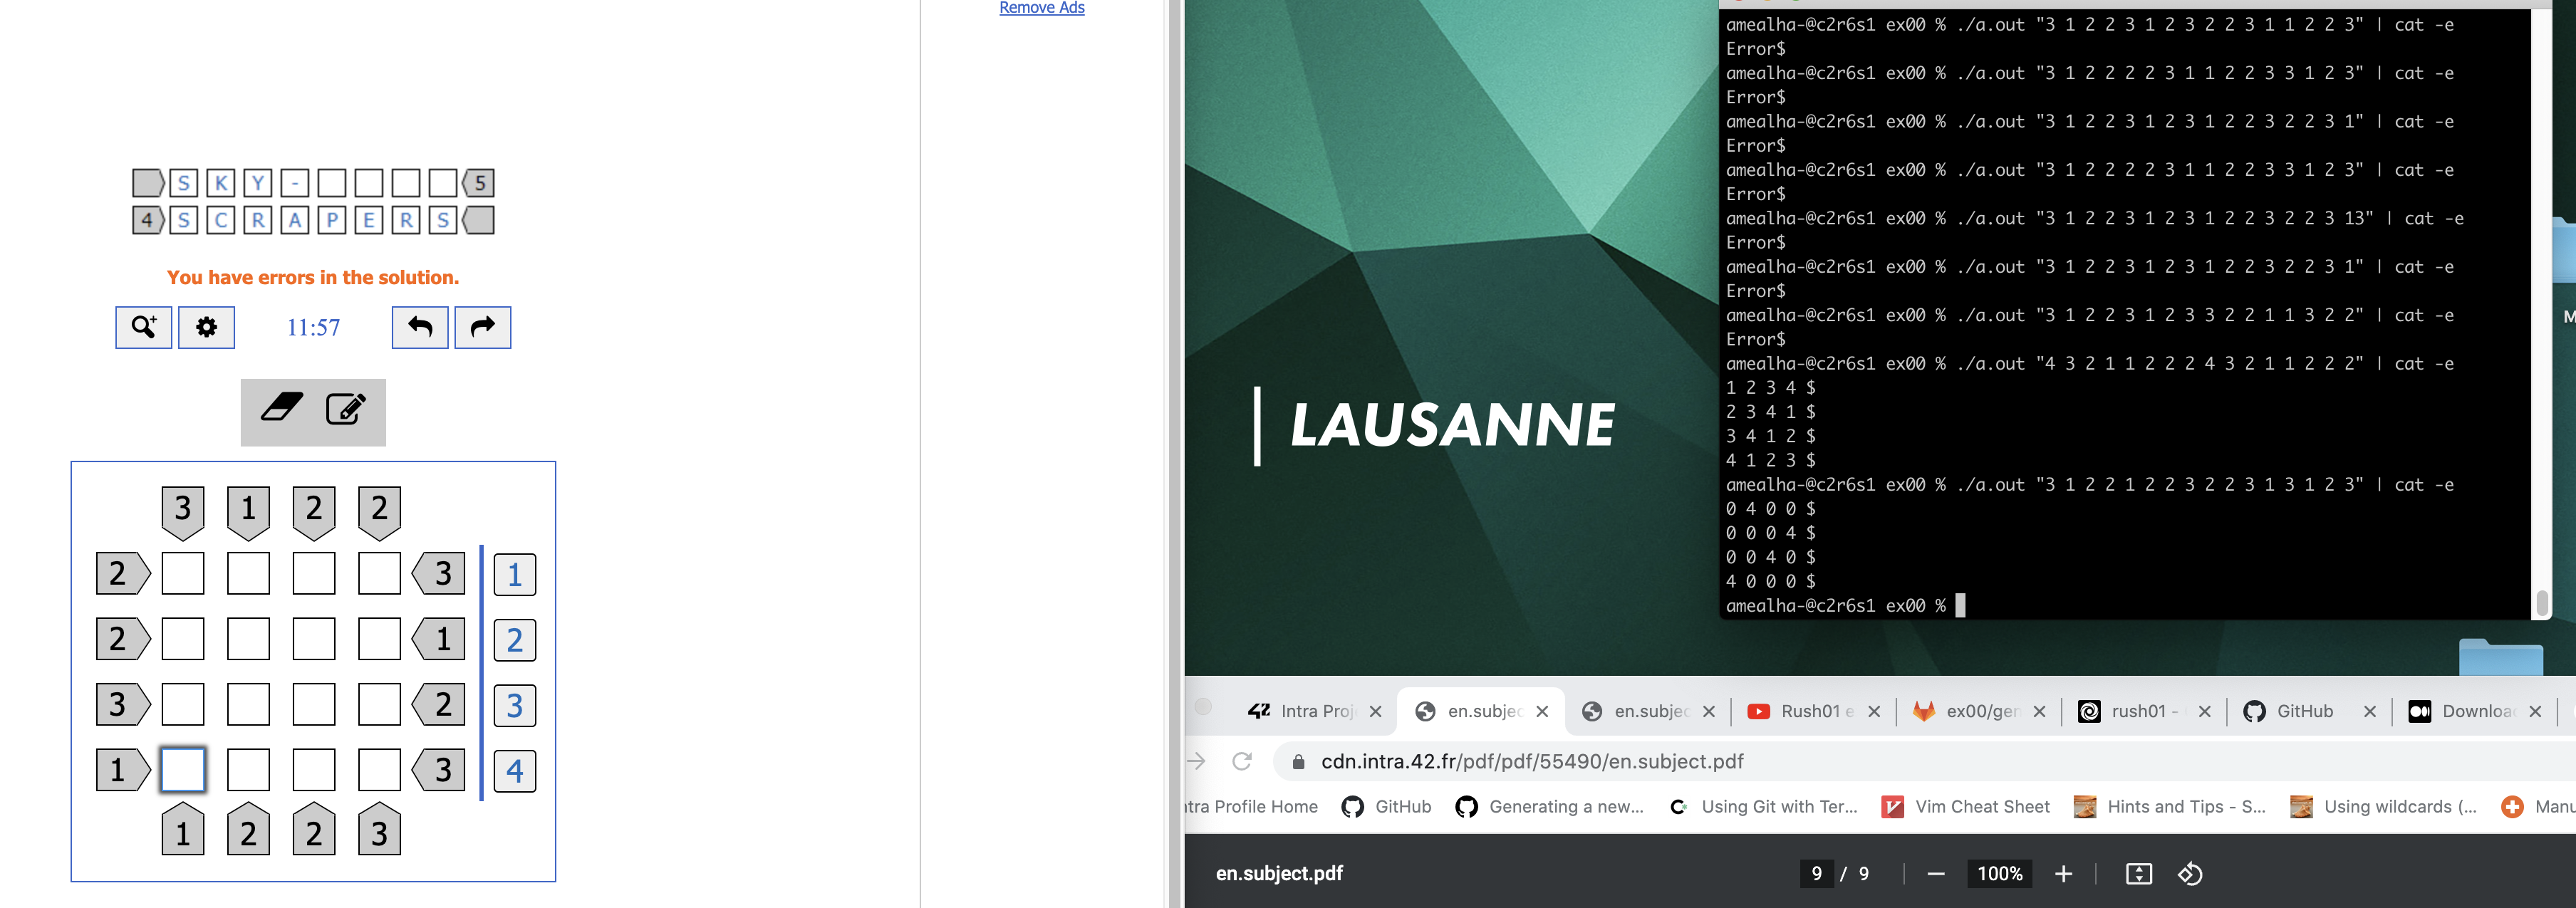 Remove Ads
S K Y - 5
4 S C R A P E R S
You have errors in the solution.
11:57
3 1 2 2
2 3 1
2 1 2
3 2 3
1 3 4
1 2 2 3
LAUSANNE
amealha-@c2r6s1 ex00 % ./a.out "3 1 2 2 3 1 2 3 2 2 3 1 1 2 2 3" | cat -e
Error$
amealha-@c2r6s1 ex00 % ./a.out "3 1 2 2 2 2 3 1 1 2 2 3 3 1 2 3" | cat -e
Error$
amealha-@c2r6s1 ex00 % ./a.out "3 1 2 2 3 1 2 3 1 2 2 3 2 2 3 1" | cat -e
Error$
amealha-@c2r6s1 ex00 % ./a.out "3 1 2 2 2 2 3 1 1 2 2 3 3 1 2 3" | cat -e
Error$
amealha-@c2r6s1 ex00 % ./a.out "3 1 2 2 3 1 2 3 1 2 2 3 2 2 3 13" | cat -e
Error$
amealha-@c2r6s1 ex00 % ./a.out "3 1 2 2 3 1 2 3 1 2 2 3 2 2 3 1" | cat -e
Error$
amealha-@c2r6s1 ex00 % ./a.out "3 1 2 2 3 1 2 3 3 2 2 1 1 3 2 2" | cat -e
Error$
amealha-@c2r6s1 ex00 % ./a.out "4 3 2 1 1 2 2 2 4 3 2 1 1 2 2 2" | cat -e
1 2 3 4 $
2 3 4 1 $
3 4 1 2 $
4 1 2 3 $
amealha-@c2r6s1 ex00 % ./a.out "3 1 2 2 1 2 2 3 2 2 3 1 3 1 2 3" | cat -e
0 4 0 0 $
0 0 0 4 $
0 0 4 0 $
4 0 0 0 $
amealha-@c2r6s1 ex00 %
42 Intra Proj en.subjec en.subjec Rush01 e ex00/gen rush01 - GitHub Downloa
cdn.intra.42.fr/pdf/pdf/55490/en.subject.pdf
ntra Profile Home GitHub Generating a new... Using Git with Ter... Vim Cheat Sheet Hints and Tips - S... Using wildcards (... Manu
en.subject.pdf 9 / 9 100%